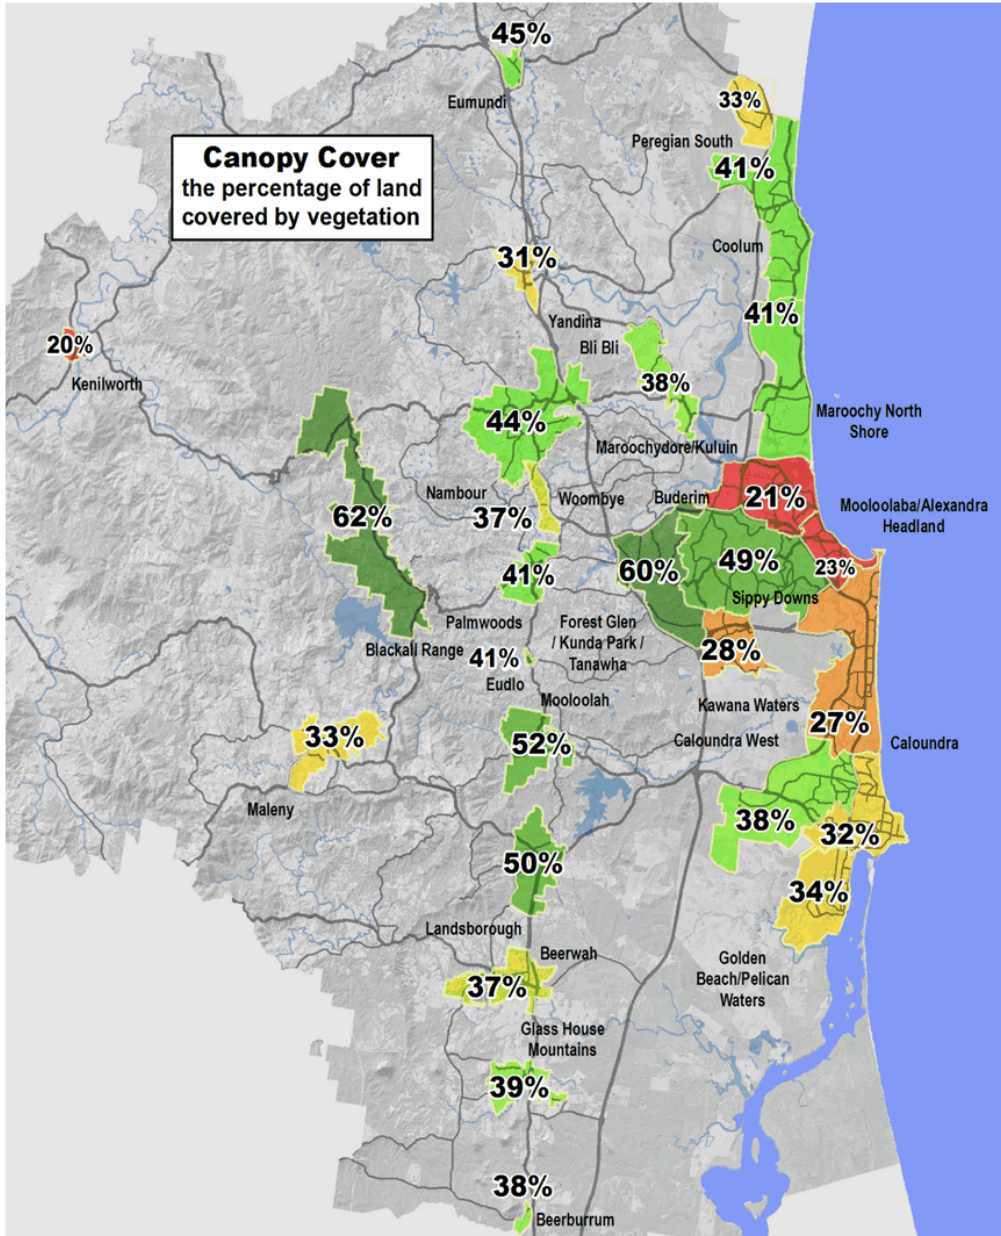 45%
Eumundi
33%
Canopy Cover
the percentage of land
covered by vegetation
Peregian South
41%
Coolum
31%
41%
Yandina
20%
Bli Bli
Kenilworth
38%
Maroochy North
Shore
44%
Maroochydore/Kuluin
Nambour
Woombye
Buderim
21%
Mooloolaba/Alexandra
Headland
62%
37%
49%
60%
23%
41%
Sippy Downs
Palmwoods
Forest Glen
/ Kunda Park /
Tanawha
Blackall Range
28%
41%
Eudlo
Mooloolah
Kawana Waters
27%
33%
52%
Caloundra West
Caloundra
Maleny
38%
32%
50%
34%
Landsborough
Beerwah
Golden
Beach/Pelican
Waters
37%
Glass House
Mountains
39%
38%
Beerburrum